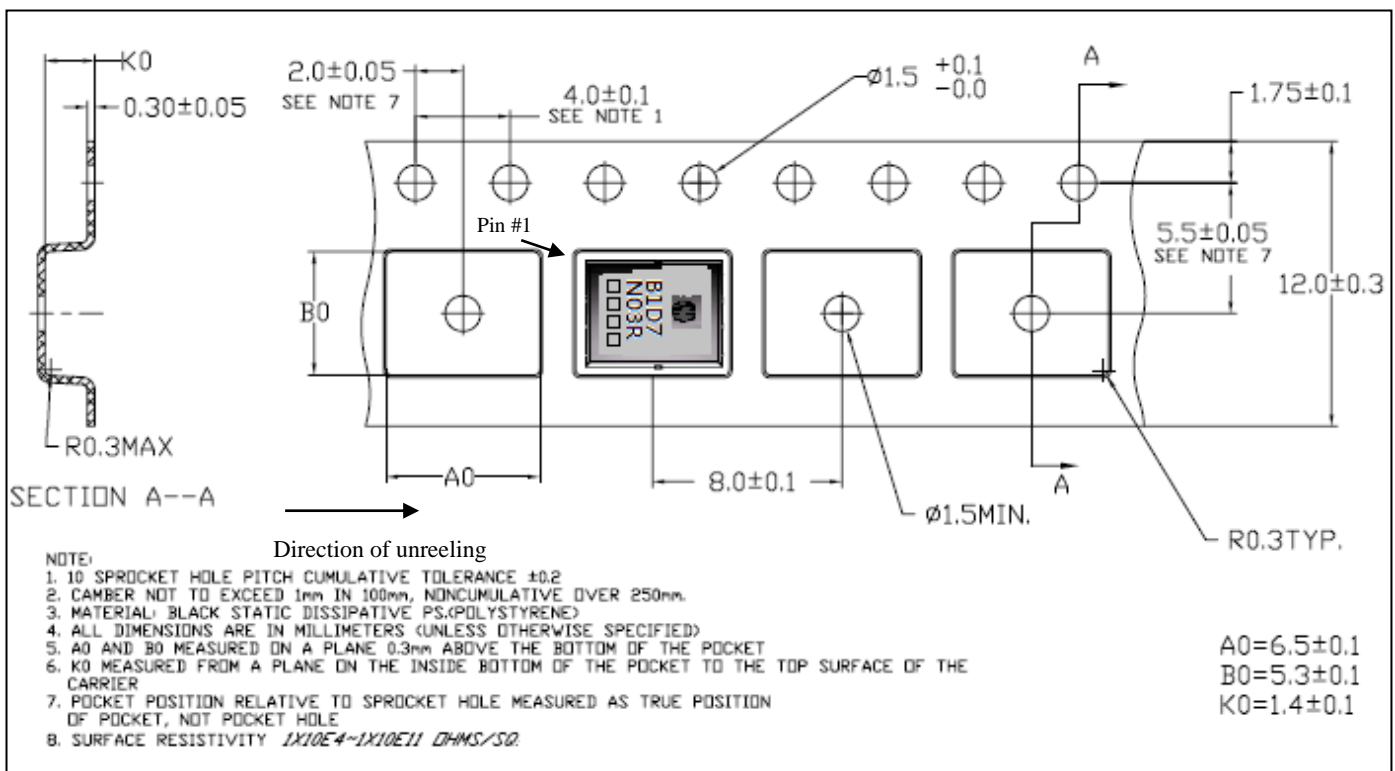 K0
0.30±0.05
2.0±0.05
SEE NOTE 7
4.0±0.1
SEE NOTE 1
Ø1.5 +0.1 -0.0
A
1.75±0.1
Pin #1
5.5±0.05
SEE NOTE 7
12.0±0.3
B0
B1D7
N03R
□□□□
R0.3MAX
A0
8.0±0.1
A
Ø1.5MIN.
R0.3TYP.
SECTION A--A
Direction of unreeling
NOTE:
1. 10 SPROCKET HOLE PITCH CUMULATIVE TOLERANCE ±0.2
2. CAMBER NOT TO EXCEED 1mm IN 100mm, NONCUMULATIVE OVER 250mm.
3. MATERIAL: BLACK STATIC DISSIPATIVE PS.(POLYSTYRENE)
4. ALL DIMENSIONS ARE IN MILLIMETERS (UNLESS OTHERWISE SPECIFIED)
5. A0 AND B0 MEASURED ON A PLANE 0.3mm ABOVE THE BOTTOM OF THE POCKET
6. K0 MEASURED FROM A PLANE ON THE INSIDE BOTTOM OF THE POCKET TO THE TOP SURFACE OF THE
CARRIER
7. POCKET POSITION RELATIVE TO SPROCKET HOLE MEASURED AS TRUE POSITION
OF POCKET, NOT POCKET HOLE
8. SURFACE RESISTIVITY 1X10E4~1X10E11 OHMS/SQ.
A0=6.5±0.1
B0=5.3±0.1
K0=1.4±0.1